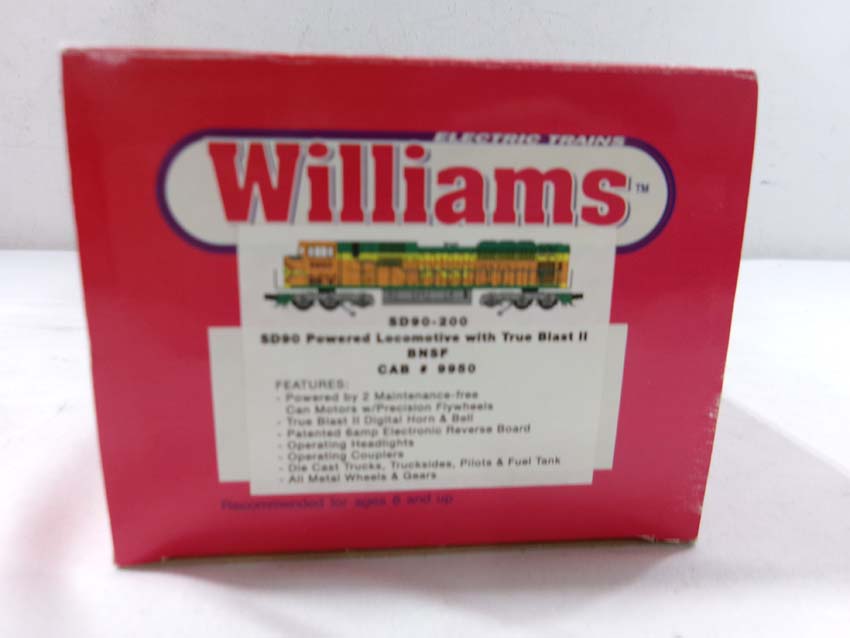 ELECTRIC TRAINS
Williams™
SD90-200
SD90 Powered Locomotive with True Blast II
BNSF
CAB # 9950
FEATURES:
- Powered by 2 Maintenance-free
Can Motors w/Precision Flywheels
- True Blast II Digital Horn & Bell
- Patented 6amp Electronic Reverse Board
- Operating Headlights
- Operating Couplers
- Die Cast Trucks, Trucksides, Pilots & Fuel Tank
- All Metal Wheels & Gears
Recommended for ages 8 and up